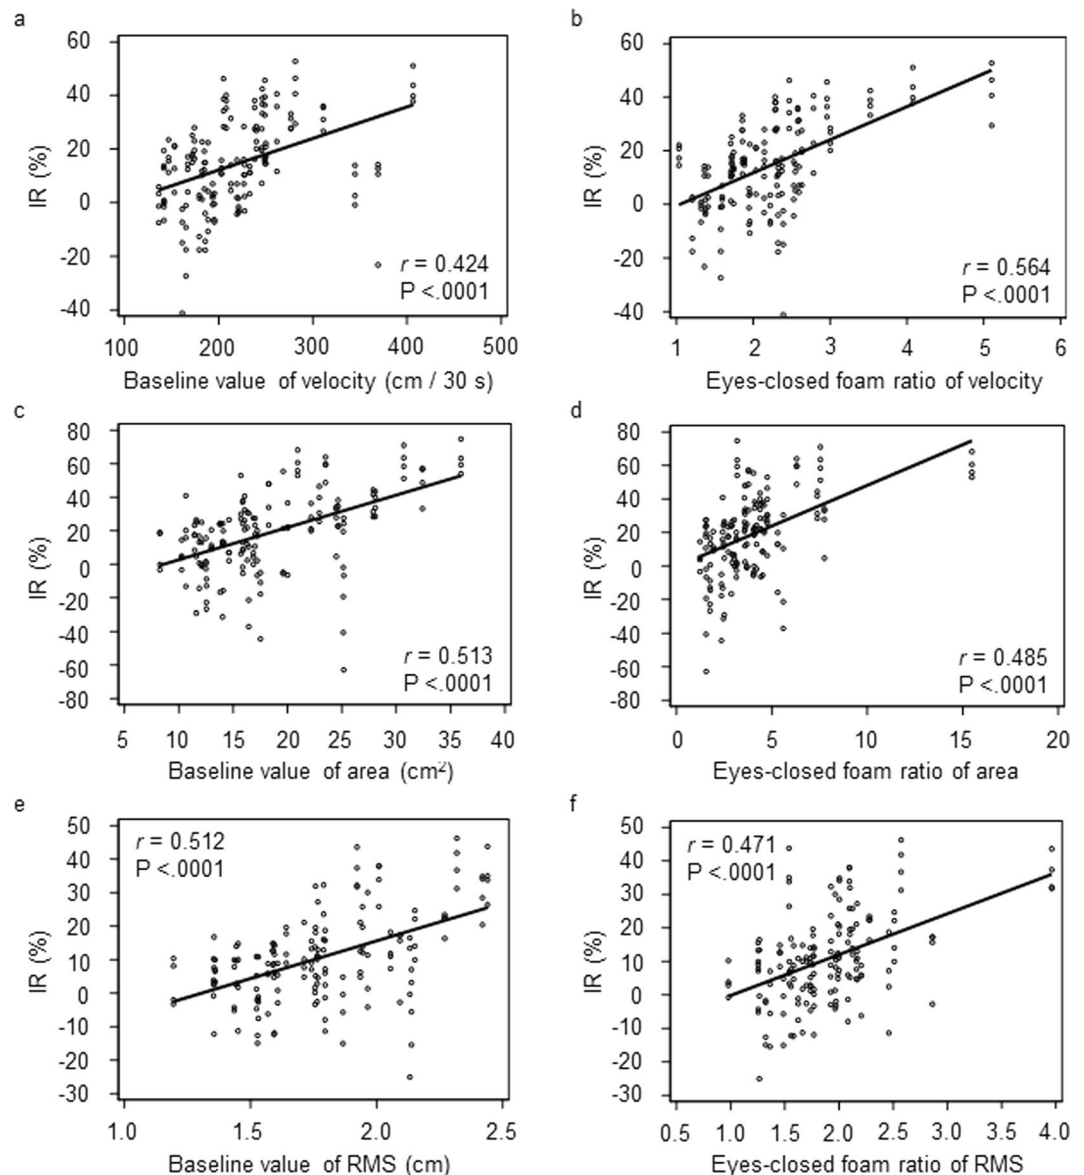 a
60
40
20
0
-20
-40
IR (%)
r = 0.424
P <.0001
100 200 300 400 500
Baseline value of velocity (cm / 30 s)
b
60
40
20
0
-20
-40
IR (%)
r = 0.564
P <.0001
1 2 3 4 5 6
Eyes-closed foam ratio of velocity
c
80
60
40
20
0
-20
-40
-60
-80
IR (%)
r = 0.513
P <.0001
5 10 15 20 25 30 35 40
Baseline value of area (cm²)
d
80
60
40
20
0
-20
-40
-60
-80
IR (%)
r = 0.485
P <.0001
0 5 10 15 20
Eyes-closed foam ratio of area
e
50
40
30
20
10
0
-10
-20
-30
IR (%)
r = 0.512
P <.0001
1.0 1.5 2.0 2.5
Baseline value of RMS (cm)
f
50
40
30
20
10
0
-10
-20
-30
IR (%)
r = 0.471
P <.0001
0.5 1.0 1.5 2.0 2.5 3.0 3.5 4.0
Eyes-closed foam ratio of RMS